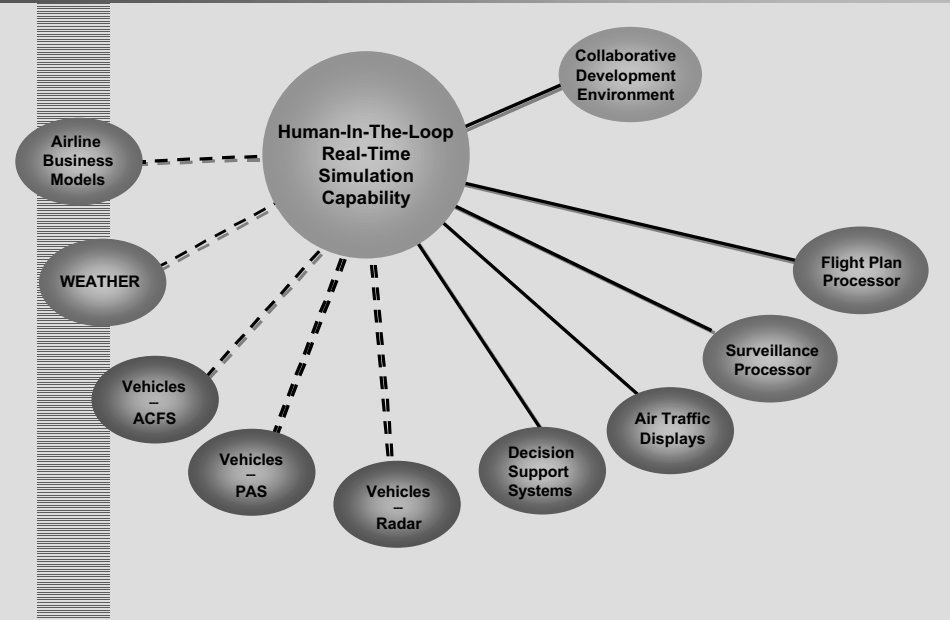 Collaborative
Development
Environment
Human-In-The-Loop
Real-Time
Simulation
Capability
Airline
Business
Models
WEATHER
Flight Plan
Processor
Surveillance
Processor
Vehicles
--
ACFS
Air Traffic
Displays
Vehicles
--
PAS
Decision
Support
Systems
Vehicles
--
Radar